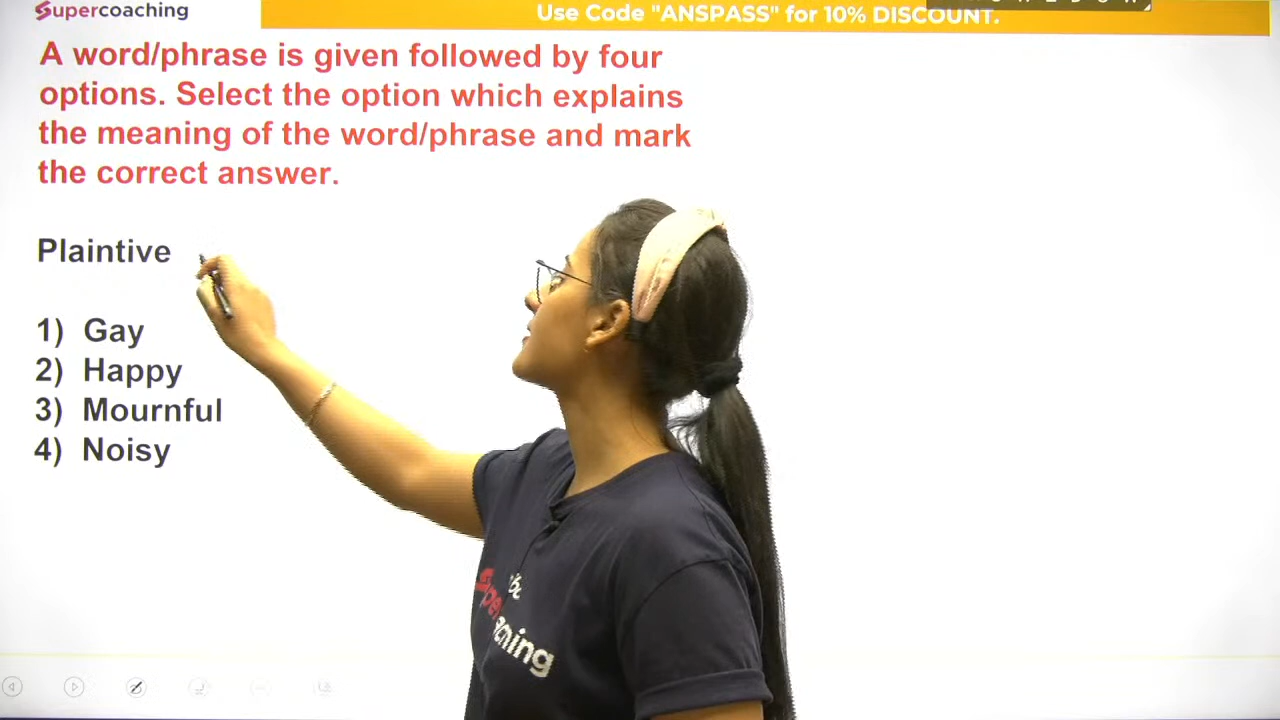 Supercoaching
Use Code "ANSPASS" for 10% DISCOUNT.
A word/phrase is given followed by four
options. Select the option which explains
the meaning of the word/phrase and mark
the correct answer.
Plaintive
1) Gay
2) Happy
3) Mournful
4) Noisy